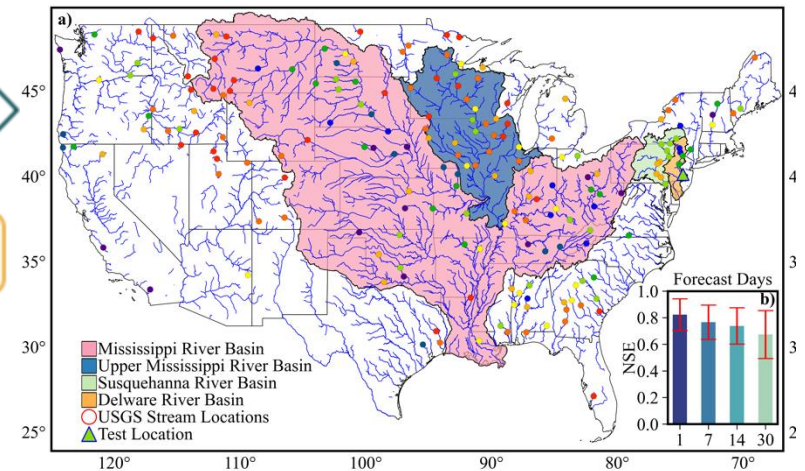 a)
45°
40°
35°
30°
25°
120°
110°
100°
90°
80°
Mississippi River Basin
Upper Mississippi River Basin
Susquehanna River Basin
Delware River Basin
USGS Stream Locations
Test Location
Forecast Days
b)
NSE
1.0
0.8
0.6
0.4
0.2
0.0
1 7 14 30